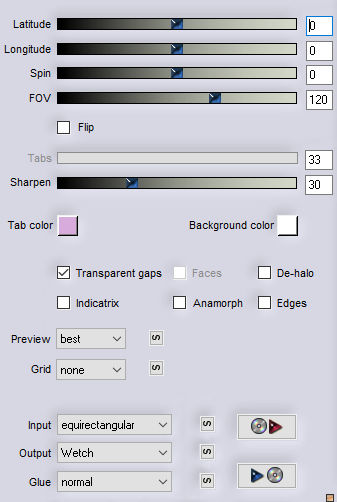 Latitude 0
Longitude 0
Spin 0
FOV 120
Flip
Tabs 33
Sharpen 30
Tab color Background color
Transparent gaps Faces De-halo
Indicatrix Anamorph Edges
Preview best S
Grid none S
Input equirectangular S
Output Wetch S
Glue normal S